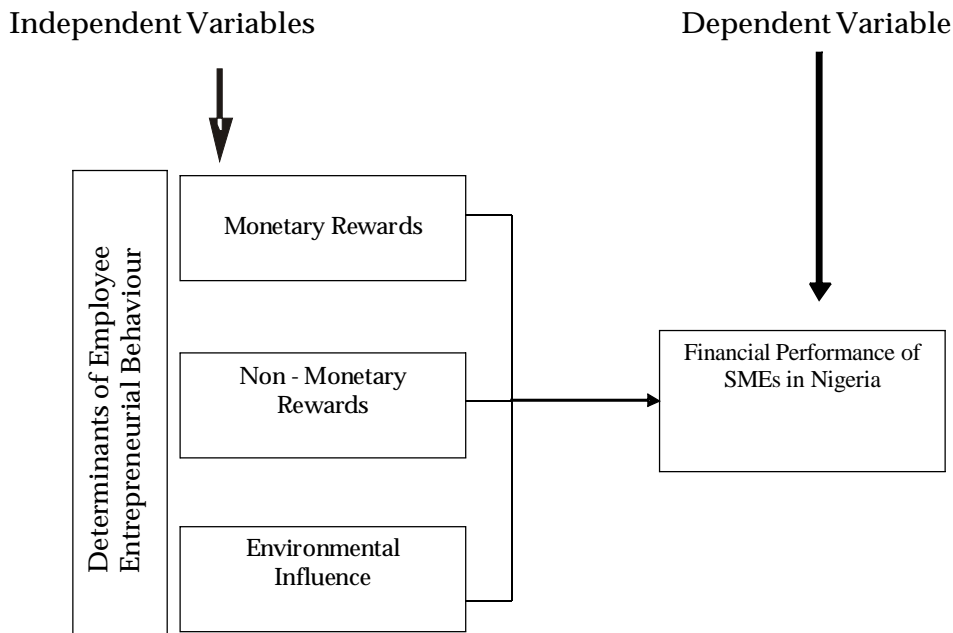 Independent Variables
Dependent Variable
Determinants of Employee
Entrepreneurial Behaviour
Monetary Rewards
Non - Monetary
Rewards
Environmental
Influence
Financial Performance of
SMEs in Nigeria